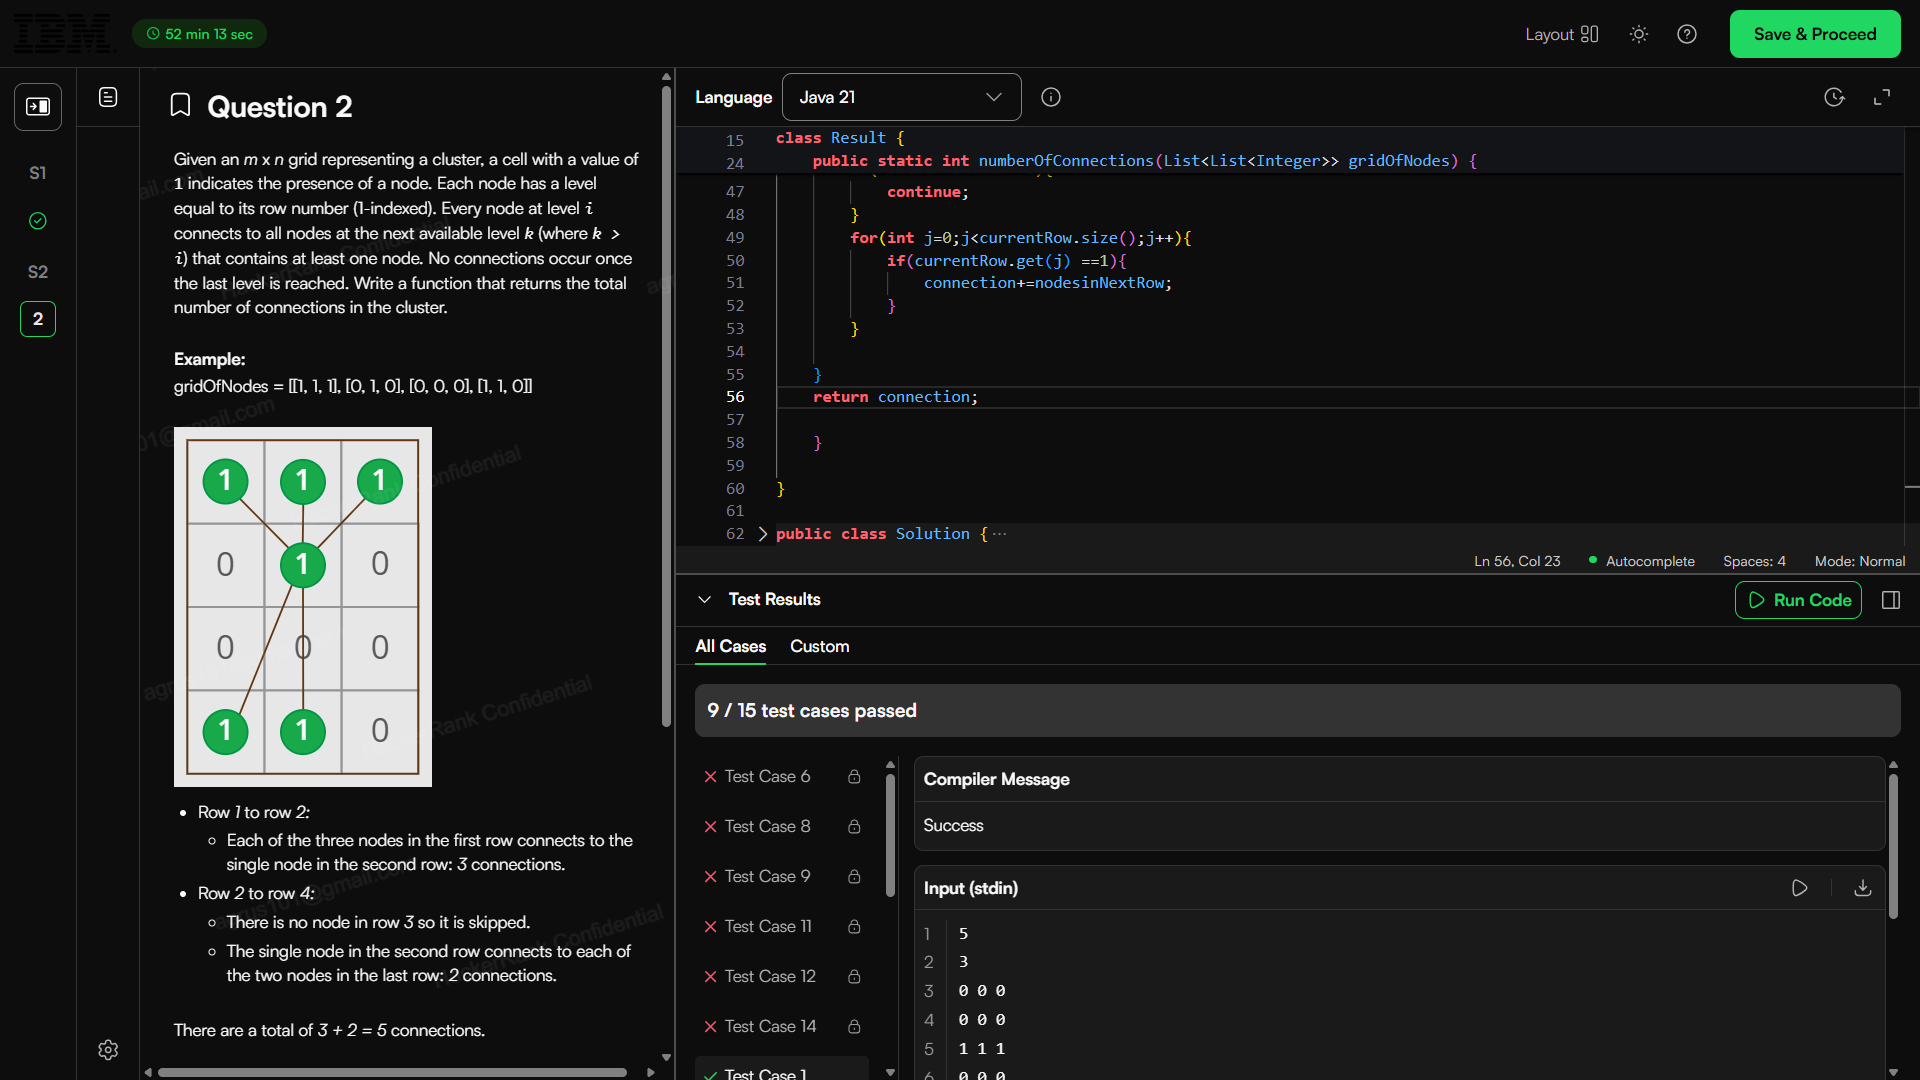 IBM
52 min 13 sec
Layout
Save & Proceed
S1
S2
2
Question 2
Given an m x n grid representing a cluster, a cell with a value of
1 indicates the presence of a node. Each node has a level
equal to its row number (1-indexed). Every node at level i
connects to all nodes at the next available level k (where k >
i) that contains at least one node. No connections occur once
the last level is reached. Write a function that returns the total
number of connections in the cluster.
Example:
gridOfNodes = [[1, 1, 1], [0, 1, 0], [0, 0, 0], [1, 1, 0]]
1 1 1
0 1 0
0 0 0
1 1 0
• Row 1 to row 2:
◦ Each of the three nodes in the first row connects to the
single node in the second row: 3 connections.
• Row 2 to row 4:
◦ There is no node in row 3 so it is skipped.
◦ The single node in the second row connects to each of
the two nodes in the last row: 2 connections.
There are a total of 3 + 2 = 5 connections.
Language
Java 21
15 class Result {
24 public static int numberOfConnections(List<List<Integer>> gridOfNodes) {
47 continue;
48 }
49 for(int j=0;j<currentRow.size();j++){
50 if(currentRow.get(j) ==1){
51 connection+=nodesinNextRow;
52 }
53 }
54
55 }
56 return connection;
57
58 }
59
60 }
61
62 public class Solution { ···
Ln 56, Col 23
Autocomplete
Spaces: 4
Mode: Normal
Test Results
Run Code
All Cases
Custom
9 / 15 test cases passed
Test Case 6
Test Case 8
Test Case 9
Test Case 11
Test Case 12
Test Case 14
Test Case 1
Compiler Message
Success
Input (stdin)
1 5
2 3
3 0 0 0
4 0 0 0
5 1 1 1
6 0 0 0